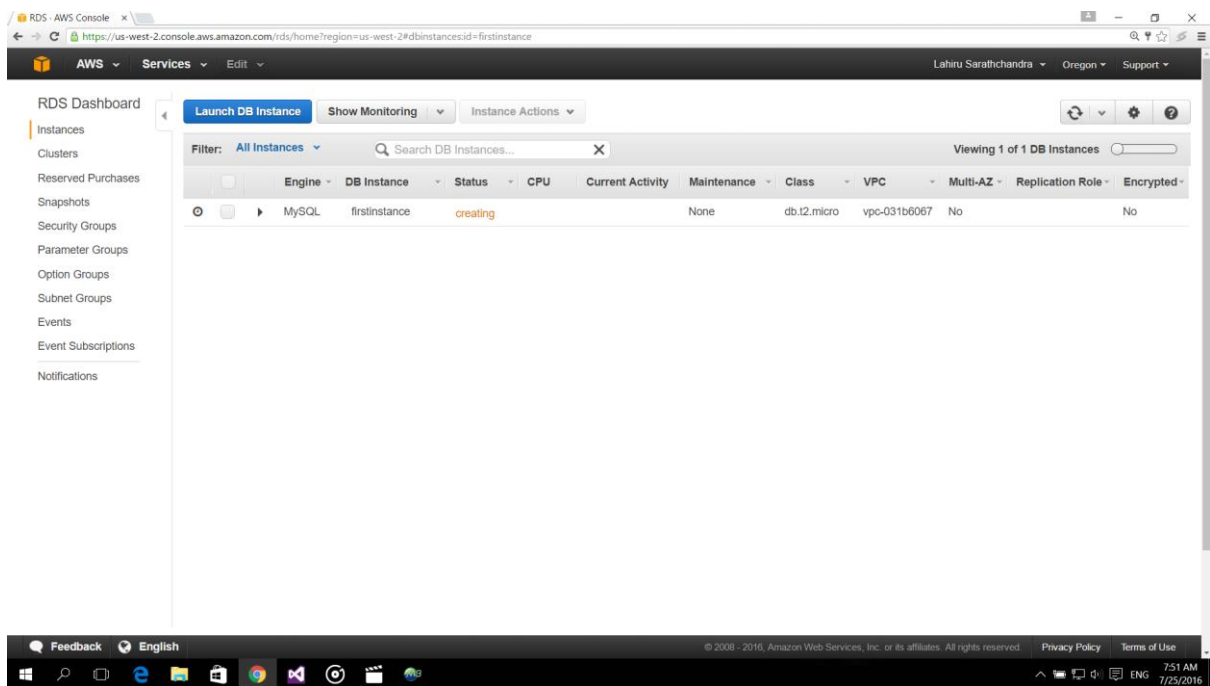 RDS · AWS Console
https://us-west-2.console.aws.amazon.com/rds/home?region=us-west-2#dbinstances:id=firstinstance
AWS Services Edit Lahiru Sarathchandra Oregon Support
RDS Dashboard
Instances
Clusters
Reserved Purchases
Snapshots
Security Groups
Parameter Groups
Option Groups
Subnet Groups
Events
Event Subscriptions
Notifications
Launch DB Instance Show Monitoring Instance Actions
Filter: All Instances Search DB Instances... Viewing 1 of 1 DB Instances
Engine DB Instance Status CPU Current Activity Maintenance Class VPC Multi-AZ Replication Role Encrypted
MySQL firstinstance creating None db.t2.micro vpc-031b6067 No No
Feedback English © 2008 - 2016, Amazon Web Services, Inc. or its affiliates. All rights reserved. Privacy Policy Terms of Use
ENG 7:51 AM
7/25/2016